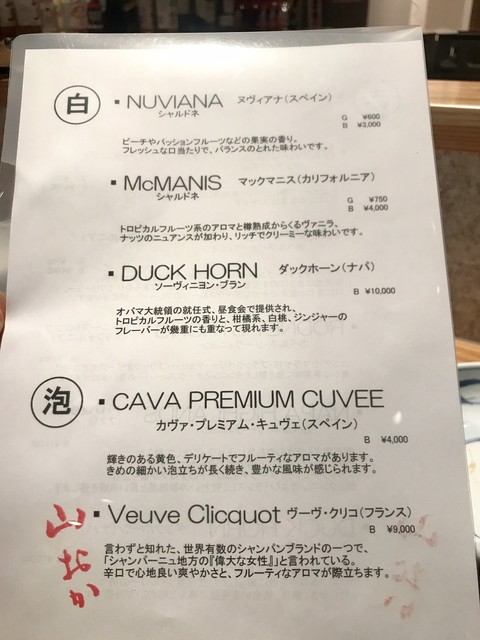 白
▪ NUVIANA ヌヴィアナ(スペイン)
シャルドネ
G ¥600
B ¥3,000
ピーチやパッションフルーツなどの果実の香り。
フレッシュな口当たりで、バランスのとれた味わいです。
▪ McMANIS マックマニス(カリフォルニア)
シャルドネ
G ¥750
B ¥4,000
トロピカルフルーツ系のアロマと樽熟成からくるヴァニラ、
ナッツのニュアンスが加わり、リッチでクリーミーな味わいです。
▪ DUCK HORN ダックホーン(ナパ)
ソーヴィニヨン・ブラン
B ¥10,000
オバマ大統領の就任式、昼食会で提供され、
トロピカルフルーツの香りと、柑橘系、白桃、ジンジャーの
フレーバーが幾重にも重なって現れます。
泡
▪ CAVA PREMIUM CUVEE
カヴァ・プレミアム・キュヴェ(スペイン)
B ¥4,000
輝きのある黄色、デリケートでフルーティなアロマがあります。
きめの細かい泡立ちが長く続き、豊かな風味が感じられます。
▪ Veuve Clicquot ヴーヴ・クリコ(フランス)
B ¥9,000
言わずと知れた、世界有数のシャンパンブランドの一つで、
「シャンパーニュ地方の『偉大な女性』」と言われている。
辛口で心地良い爽やかさと、フルーティなアロマが際立ちます。
山おか